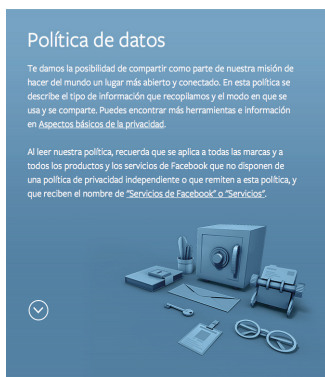 Política de datos
Te damos la posibilidad de compartir como parte de nuestra misión de
hacer del mundo un lugar más abierto y conectado. En esta política se
describe el tipo de información que recopilamos y el modo en que se
usa y se comparte. Puedes encontrar más herramientas e información
en Aspectos básicos de la privacidad.
Al leer nuestra política, recuerda que se aplica a todas las marcas y a
todos los productos y los servicios de Facebook que no disponen de
una política de privacidad independiente o que remiten a esta política, y
que reciben el nombre de "Servicios de Facebook" o "Servicios".